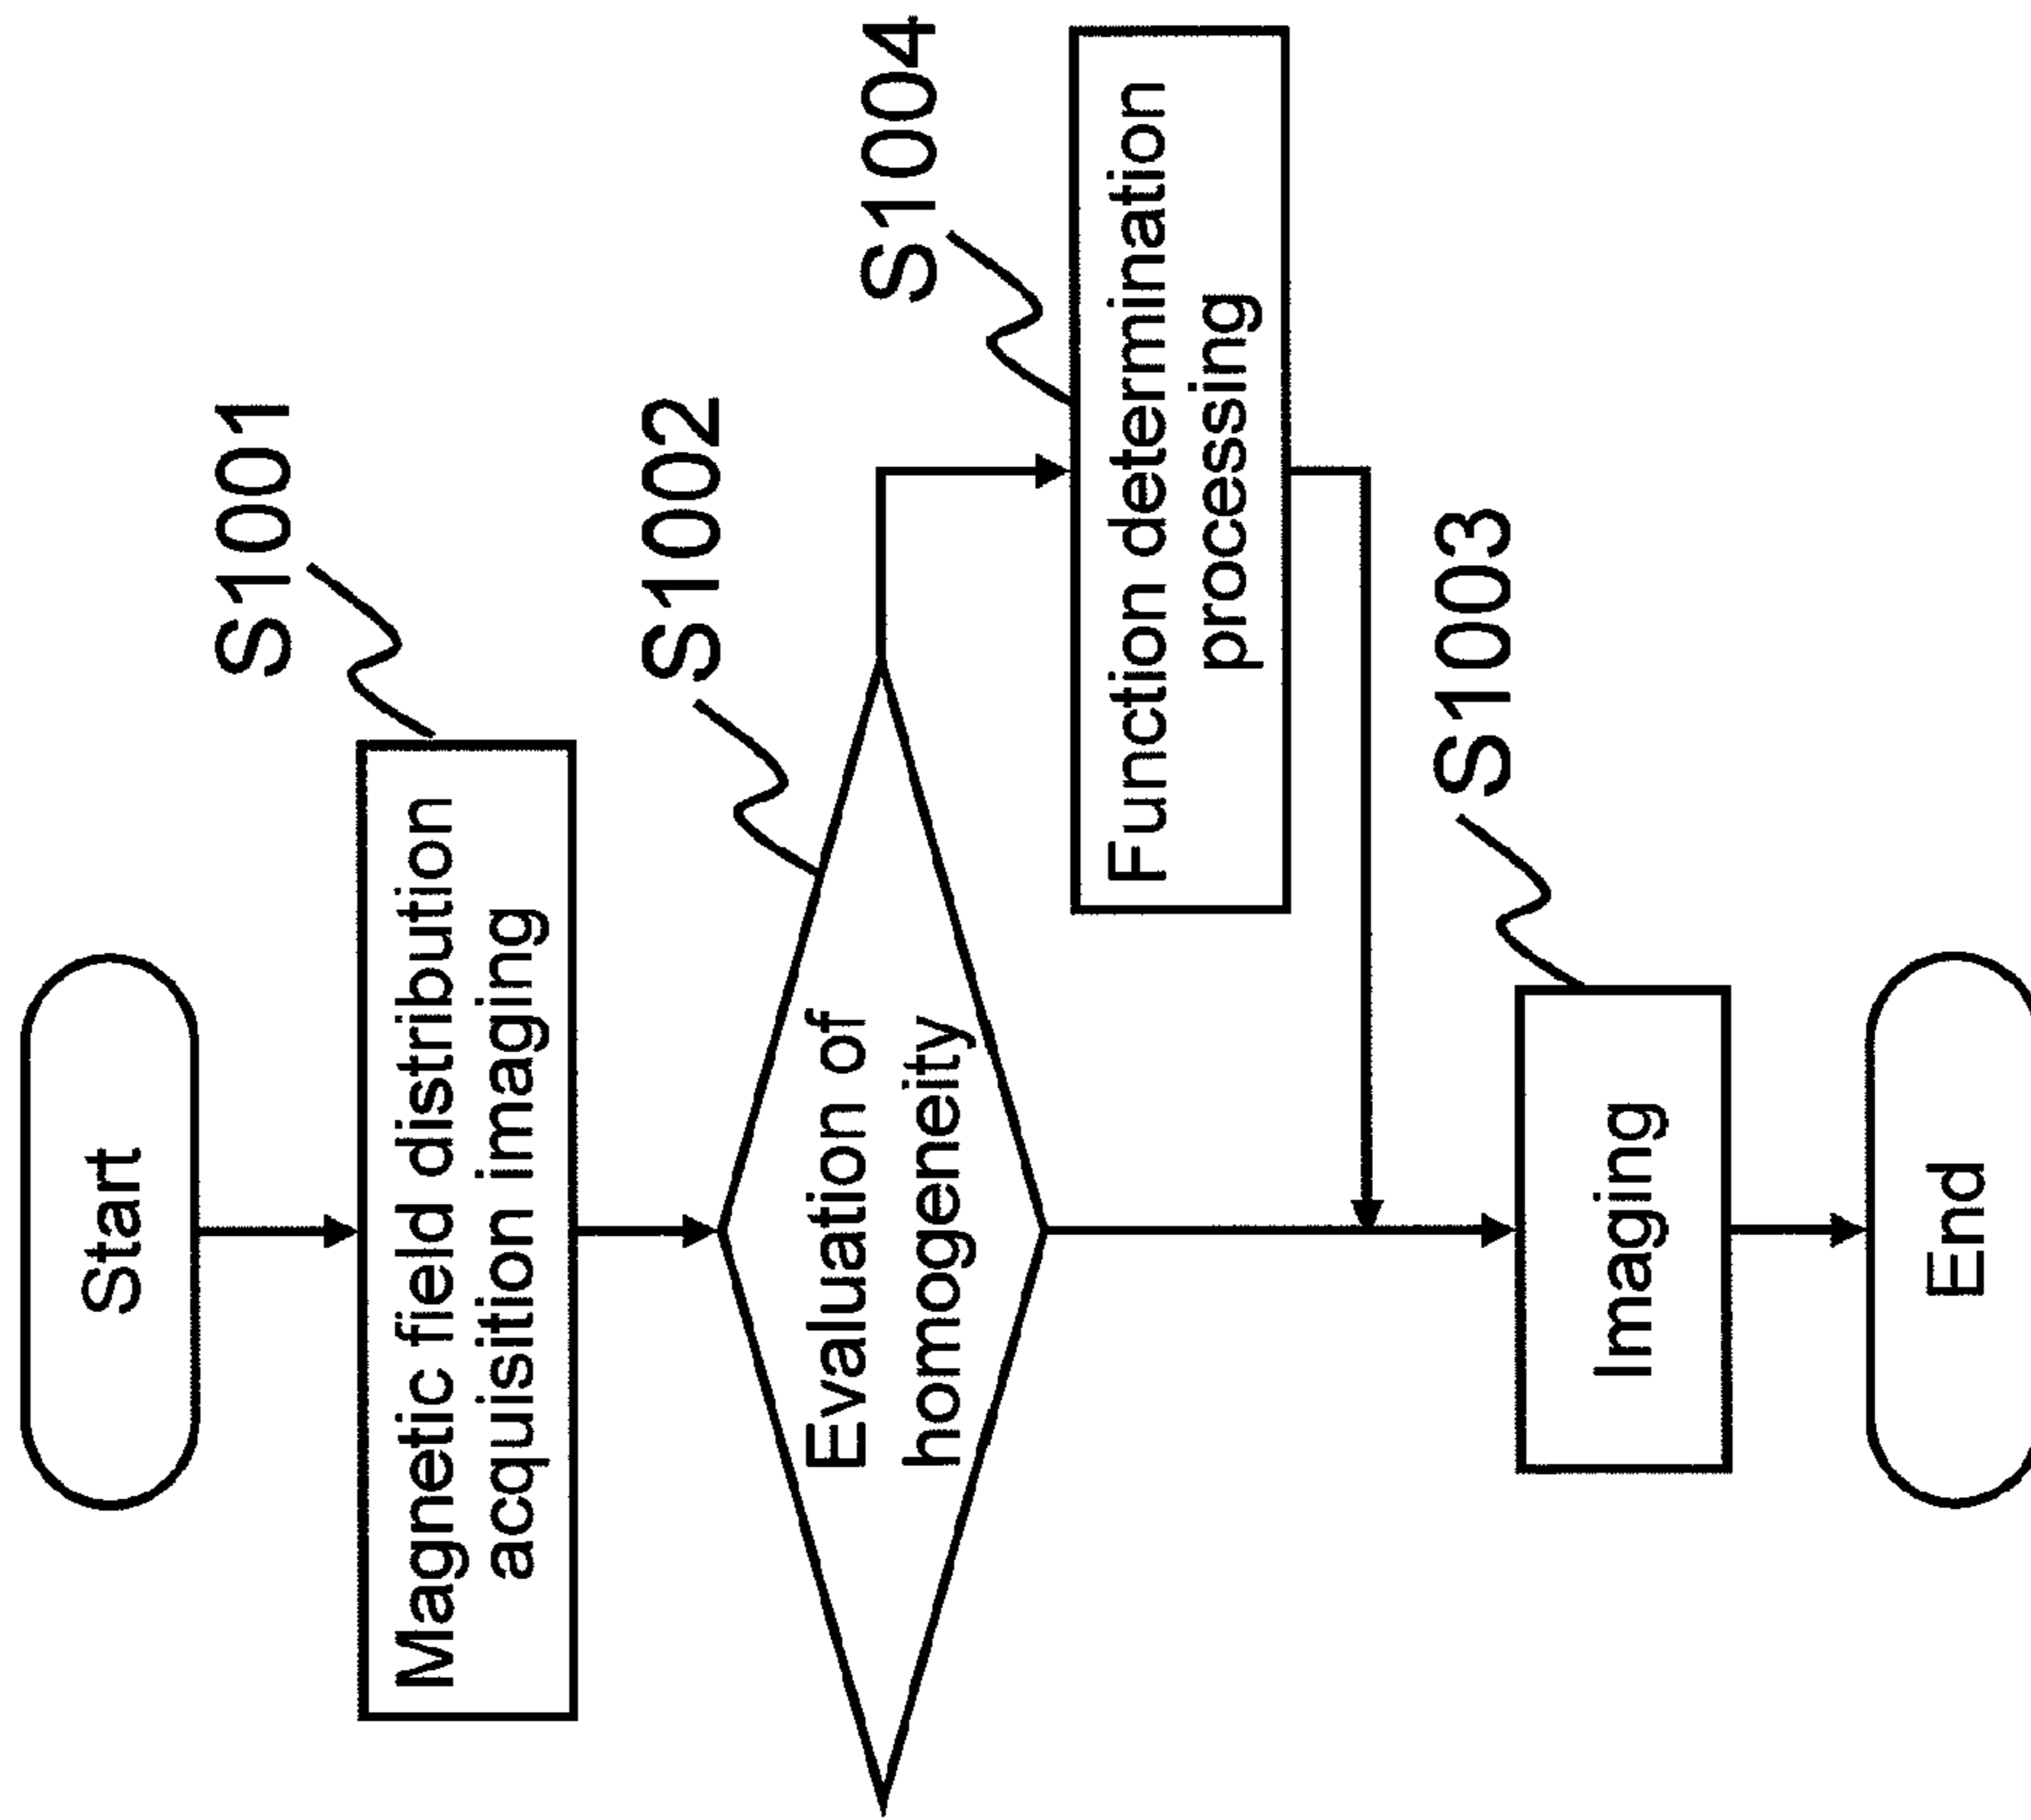 Start
S1001
Magnetic field distribution
acquisition imaging
S1002
Evaluation of
homogeneity
S1004
Function determination
processing
S1003
Imaging
End